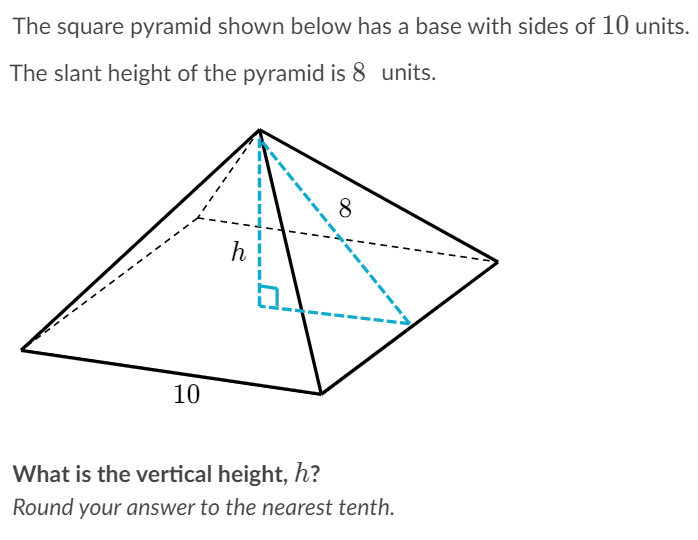 The square pyramid shown below has a base with sides of 10 units.
The slant height of the pyramid is 8 units.
8
h
10
What is the vertical height, h?
Round your answer to the nearest tenth.